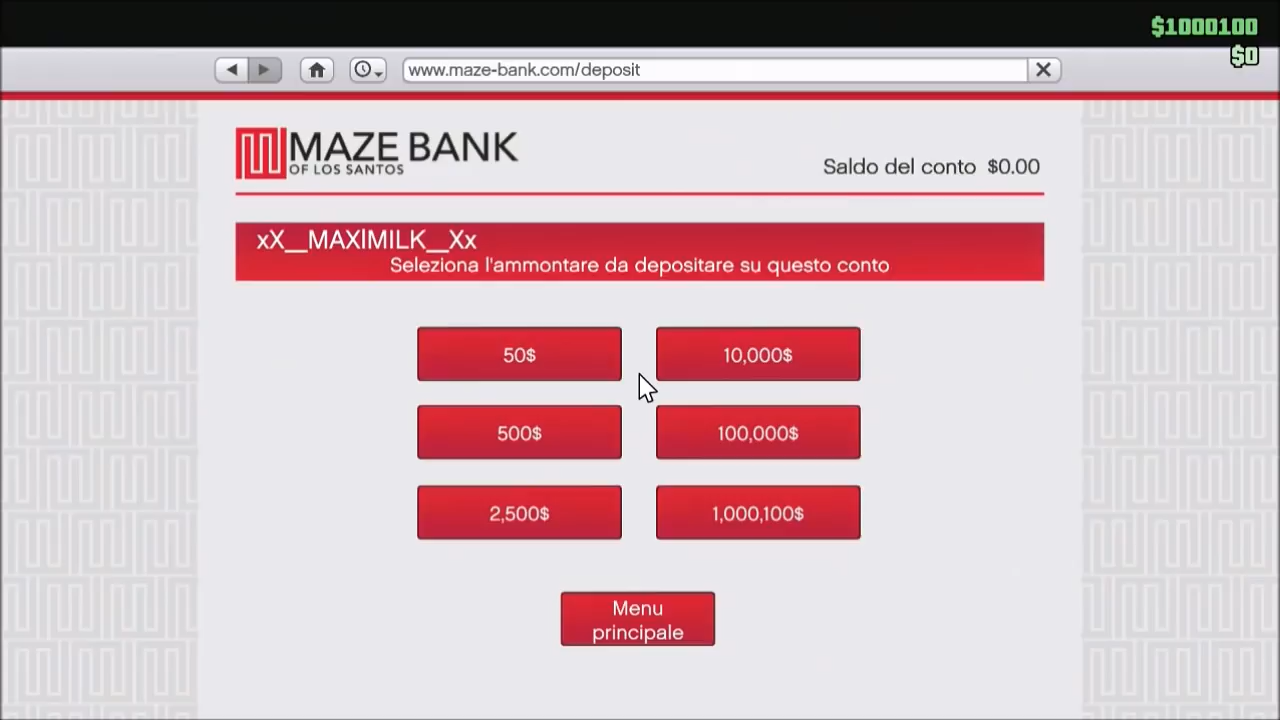 $1000100
$0
www.maze-bank.com/deposit
MAZE BANK
OF LOS SANTOS
Saldo del conto $0.00
xX__MAXIMILK__Xx
Seleziona l'ammontare da depositare su questo conto
50$
10,000$
500$
100,000$
2,500$
1,000,100$
Menu
principale